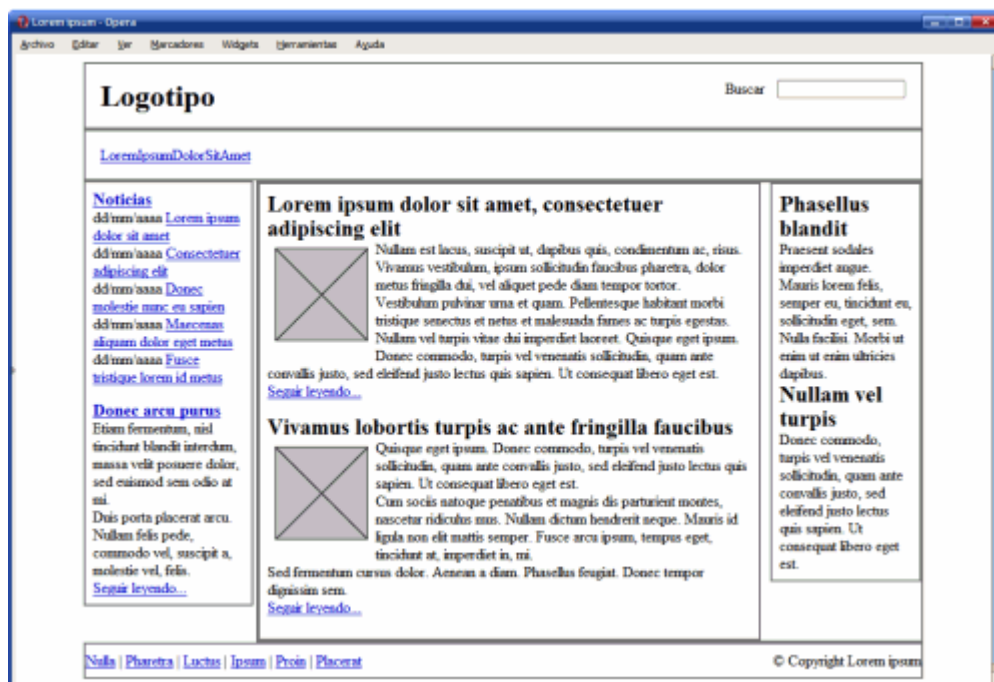 Lorem ipsum - Opera
Archivo Editar Ver Marcadores Widgets Herramientas Ayuda
Logotipo
Buscar
LoremIpsumDolorSitAmet
Noticias
dd/mm/aaaa Lorem ipsum
dolor sit amet
dd/mm/aaaa Consectetuer
adipiscing elit
dd/mm/aaaa Donec
molestie nunc eu sapien
dd/mm/aaaa Maecenas
aliquam dolor eget metus
dd/mm/aaaa Fusce
tristique lorem id metus
Donec arcu purus
Etiam fermentum, nisl
tincidunt blandit interdum,
massa velit posuere dolor,
sed euismod sem odio at
mi.
Duis porta placerat arcu.
Nullam felis pede,
commodo vel, suscipit a,
molestie vel, felis.
Seguir leyendo...
Lorem ipsum dolor sit amet, consectetuer
adipiscing elit
Nullam est lacus, suscipit ut, dapibus quis, condimentum ac, risus.
Vivamus vestibulum, ipsum sollicitudin faucibus pharetra, dolor
metus fringilla dui, vel aliquet pede diam tempor tortor.
Vestibulum pulvinar urna et quam. Pellentesque habitant morbi
tristique senectus et netus et malesuada fames ac turpis egestas.
Nullam vel turpis vitae dui imperdiet laoreet. Quisque eget ipsum.
Donec commodo, turpis vel venenatis sollicitudin, quam ante
convallis justo, sed eleifend justo lectus quis sapien. Ut consequat libero eget est.
Seguir leyendo...
Vivamus lobortis turpis ac ante fringilla faucibus
Quisque eget ipsum. Donec commodo, turpis vel venenatis
sollicitudin, quam ante convallis justo, sed eleifend justo lectus quis
sapien. Ut consequat libero eget est.
Cum sociis natoque penatibus et magnis dis parturient montes,
nascetur ridiculus mus. Nullam dictum hendrerit neque. Mauris id
ligula non elit mattis semper. Fusce arcu ipsum, tempus eget,
tincidunt at, imperdiet in, mi.
Sed fermentum cursus dolor. Aenean a diam. Phasellus feugiat. Donec tempor
dignissim sem.
Seguir leyendo...
Phasellus
blandit
Praesent sodales
imperdiet augue.
Mauris lorem felis,
semper eu, tincidunt eu,
sollicitudin eget, sem.
Nulla facilisi. Morbi ut
enim ut enim ultricies
dapibus.
Nullam vel
turpis
Donec commodo,
turpis vel venenatis
sollicitudin, quam ante
convallis justo, sed
eleifend justo lectus
quis sapien. Ut
consequat libero eget
est.
Nulla | Pharetra | Luctus | Ipsum | Proin | Placerat
© Copyright Lorem ipsum